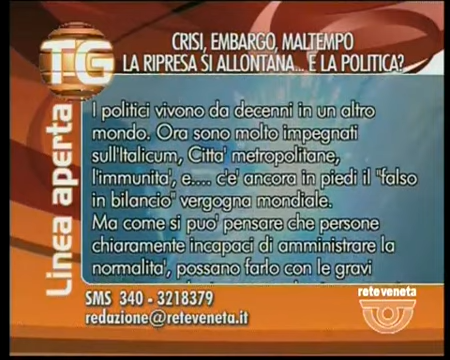 TG
Linea aperta
CRISI, EMBARGO, MALTEMPO
LA RIPRESA SI ALLONTANA... E LA POLITICA?
I politici vivono da decenni in un altro
mondo. Ora sono molto impegnati
sull'Italicum, Citta' metropolitane,
l'immunita', e.... c'e' ancora in piedi il "falso
in bilancio" vergogna mondiale.
Ma come si puo' pensare che persone
chiaramente incapaci di amministrare la
normalita', possano farlo con le gravi
SMS 340 - 3218379
redazione@reteveneta.it
reteveneta